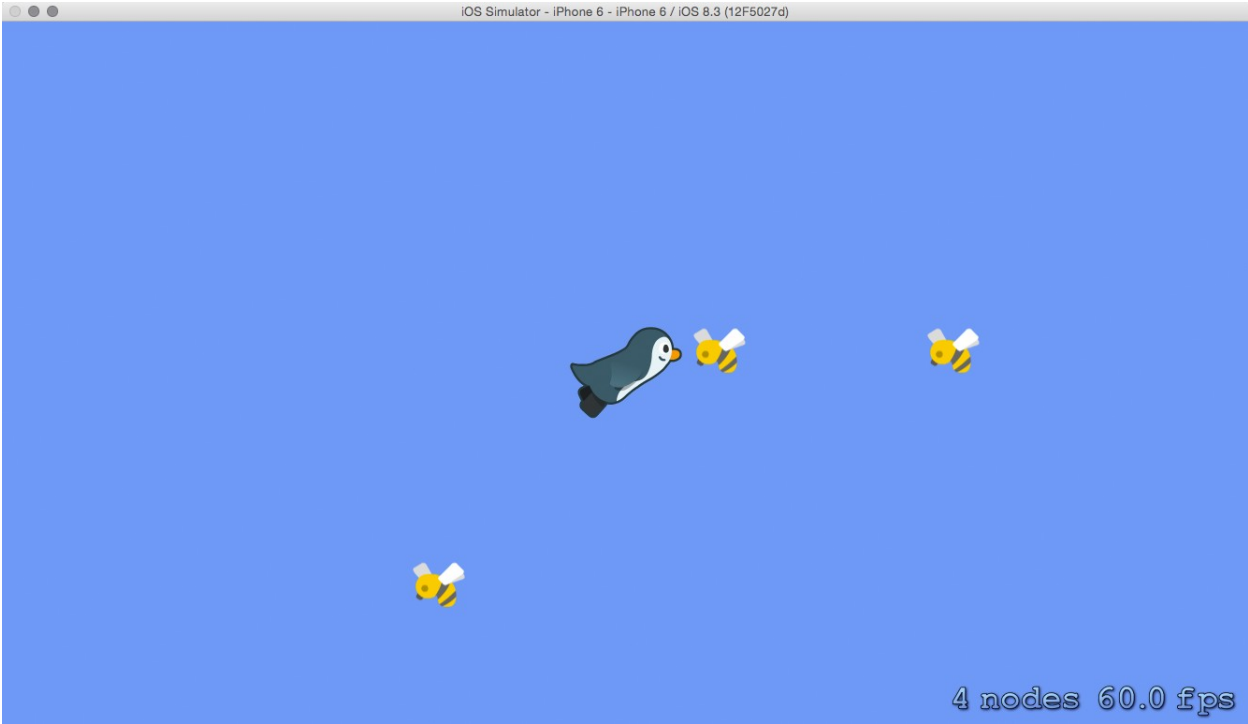 iOS Simulator - iPhone 6 - iPhone 6 / iOS 8.3 (12F5027d)
4 nodes 60.0 fps